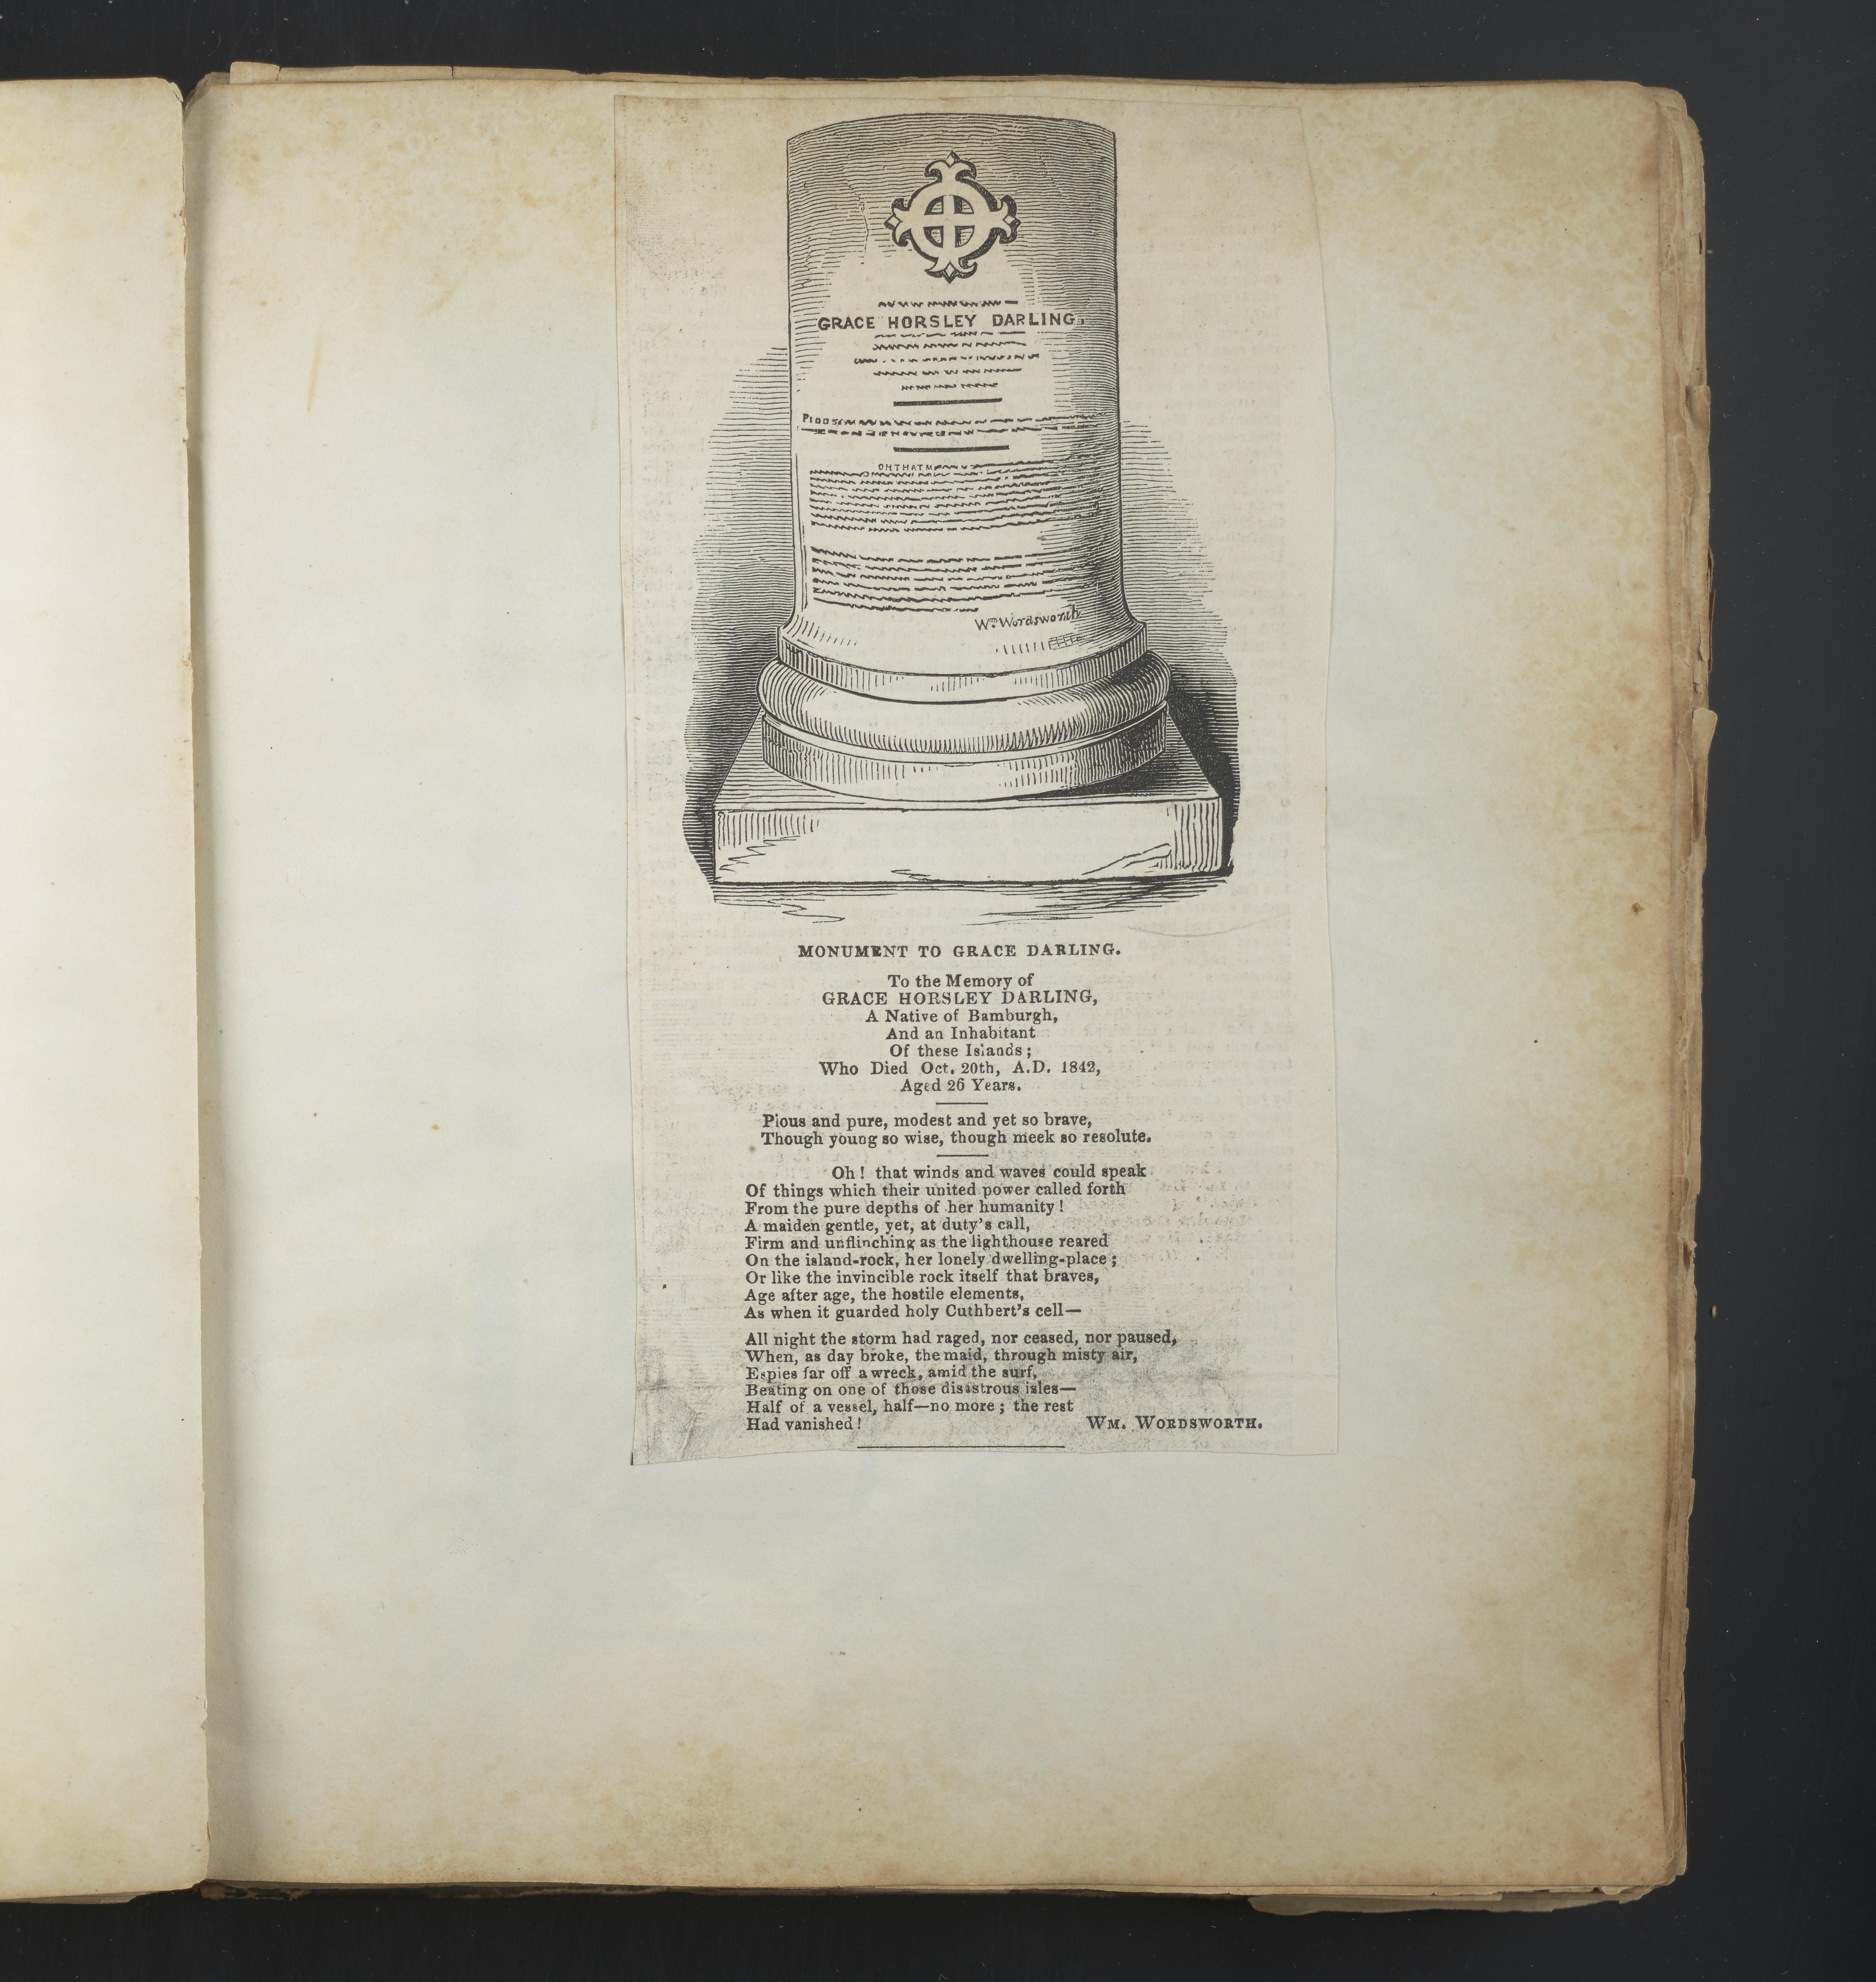 GRACE HORSLEY DARLING,
Wm. Wordsworth
MONUMENT TO GRACE DARLING.
To the Memory of
GRACE HORSLEY DARLING,
A Native of Bamburgh,
And an Inhabitant
Of these Islands;
Who Died Oct. 20th, A.D. 1842,
Aged 26 Years.
Pious and pure, modest and yet so brave,
Though young so wise, though meek so resolute.
Oh! that winds and waves could speak
Of things which their united power called forth
From the pure depths of her humanity!
A maiden gentle, yet, at duty's call,
Firm and unflinching as the lighthouse reared
On the island-rock, her lonely dwelling-place;
Or like the invincible rock itself that braves,
Age after age, the hostile elements,
As when it guarded holy Cuthbert's cell—
All night the storm had raged, nor ceased, nor paused,
When, as day broke, the maid, through misty air,
Espies far off a wreck, amid the surf,
Beating on one of those disastrous isles—
Half of a vessel, half—no more; the rest
Had vanished! WM. WORDSWORTH.